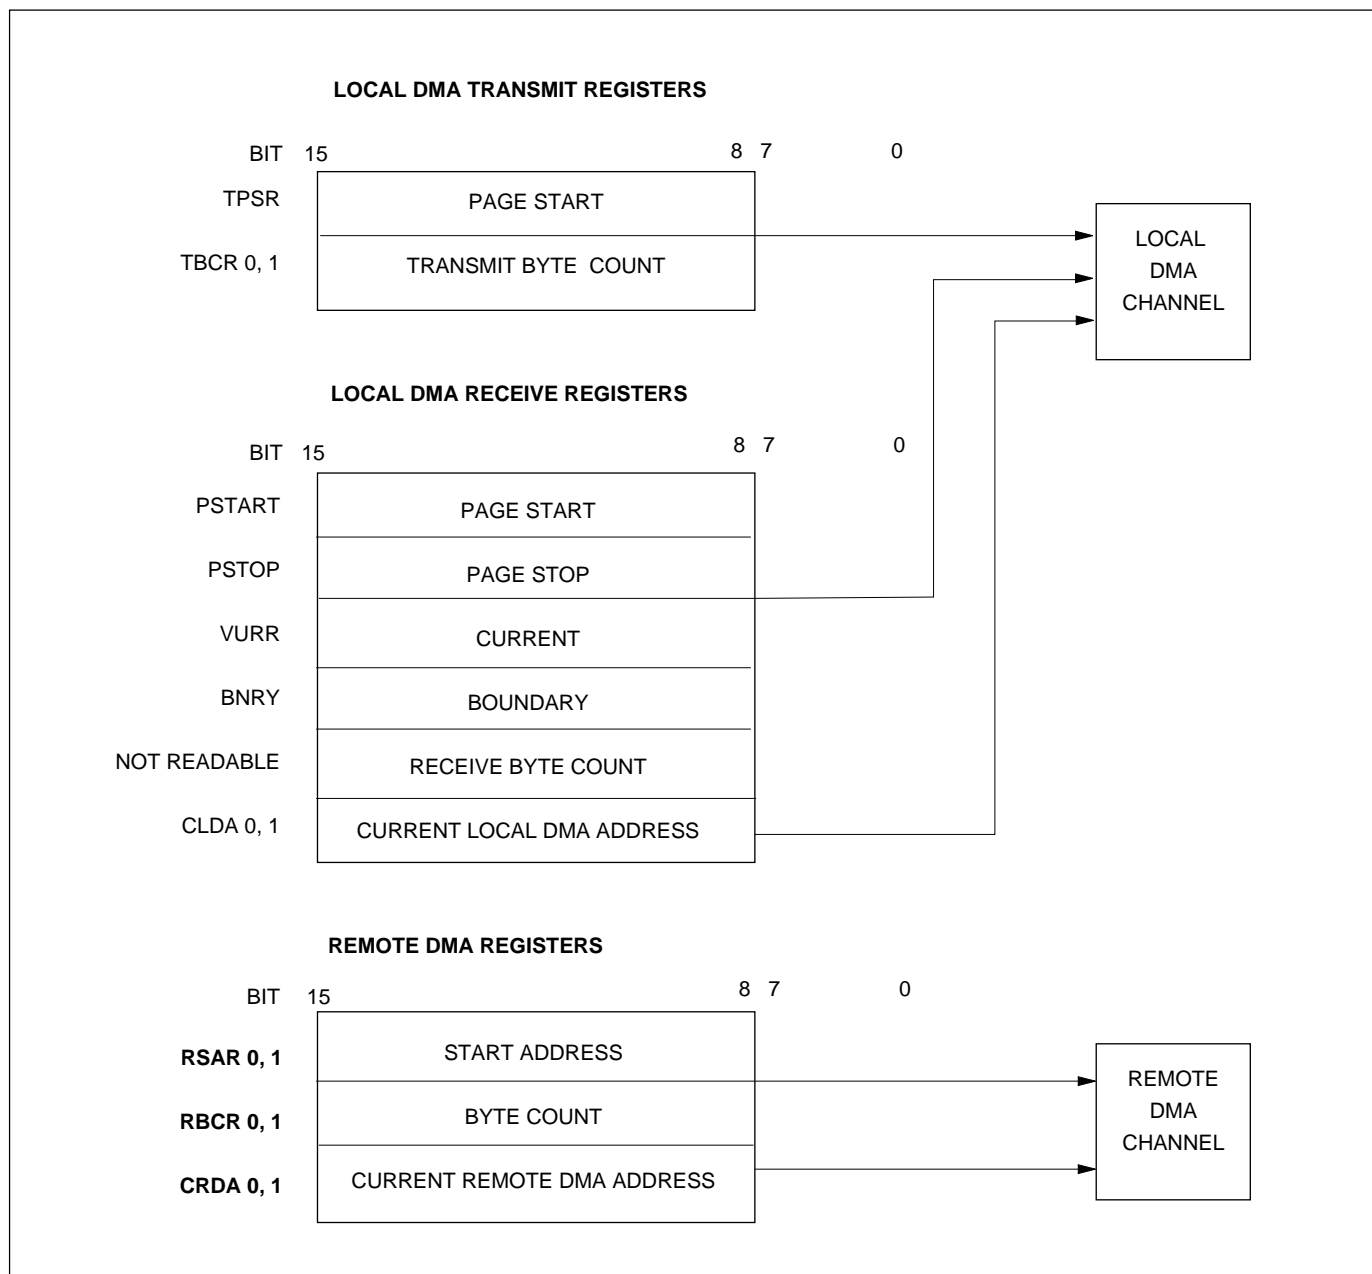 LOCAL DMA TRANSMIT REGISTERS
BIT 15 8 7 0
TPSR PAGE START
TBCR 0, 1 TRANSMIT BYTE COUNT
LOCAL
DMA
CHANNEL
LOCAL DMA RECEIVE REGISTERS
BIT 15 8 7 0
PSTART PAGE START
PSTOP PAGE STOP
VURR CURRENT
BNRY BOUNDARY
NOT READABLE RECEIVE BYTE COUNT
CLDA 0, 1 CURRENT LOCAL DMA ADDRESS
REMOTE DMA REGISTERS
BIT 15 8 7 0
RSAR 0, 1 START ADDRESS
RBCR 0, 1 BYTE COUNT
CRDA 0, 1 CURRENT REMOTE DMA ADDRESS
REMOTE
DMA
CHANNEL